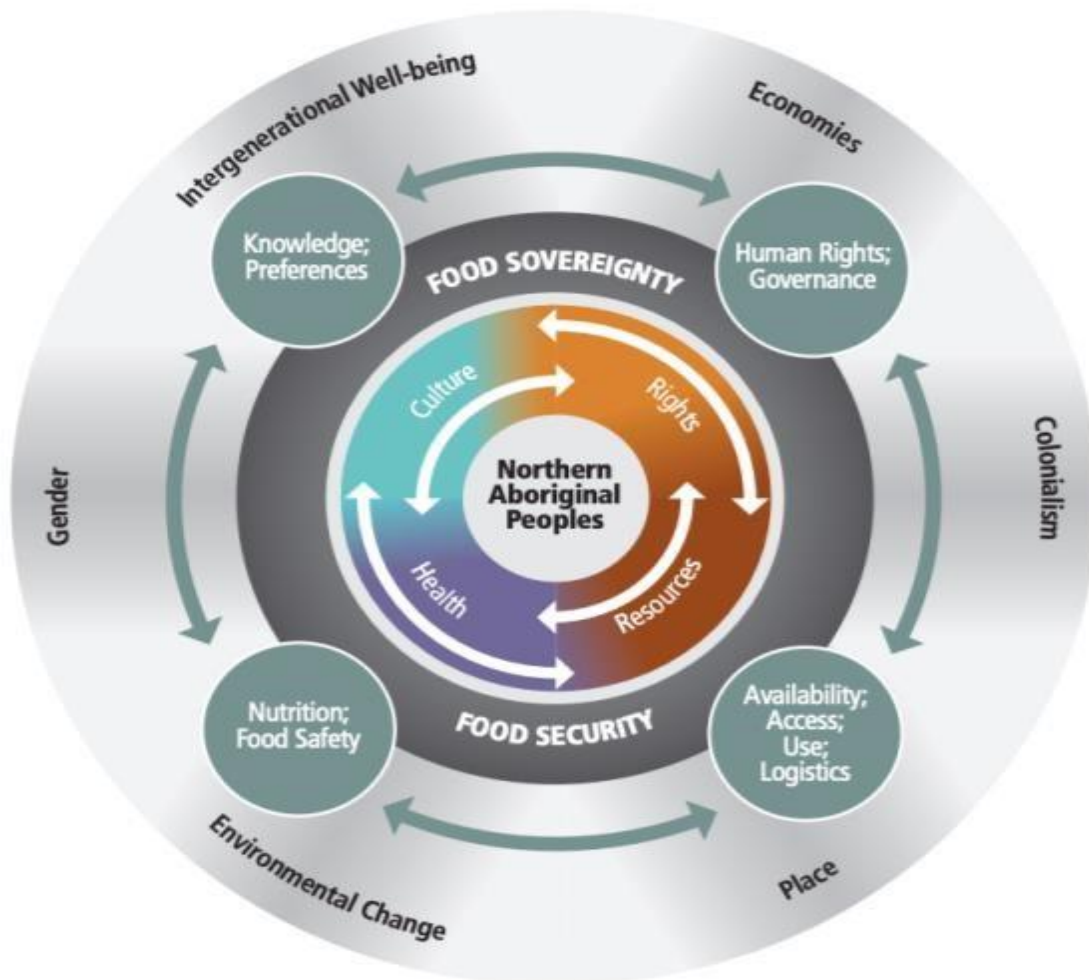 Intergenerational Well-being
Economies
Knowledge;
Preferences
Human Rights;
Governance
FOOD SOVEREIGNTY
Culture
Rights
Gender
Northern
Aboriginal
Peoples
Colonialism
Health
Resources
Nutrition;
Food Safety
FOOD SECURITY
Availability;
Access;
Use;
Logistics
Environmental Change
Place